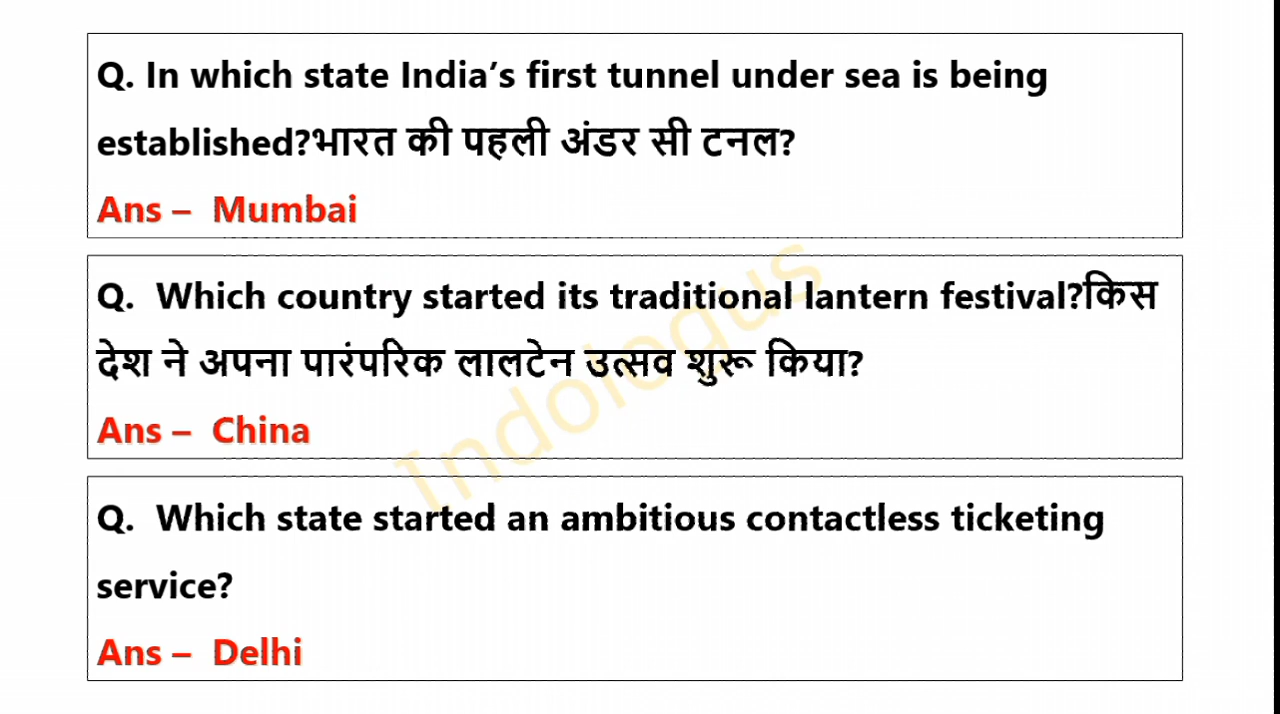 Q. In which state India’s first tunnel under sea is being
established?भारत की पहली अंडर सी टनल?
Ans – Mumbai
Q. Which country started its traditional lantern festival?किस
देश ने अपना पारंपरिक लालटेन उत्सव शुरू किया?
Ans – China
Q. Which state started an ambitious contactless ticketing
service?
Ans – Delhi
Indologus